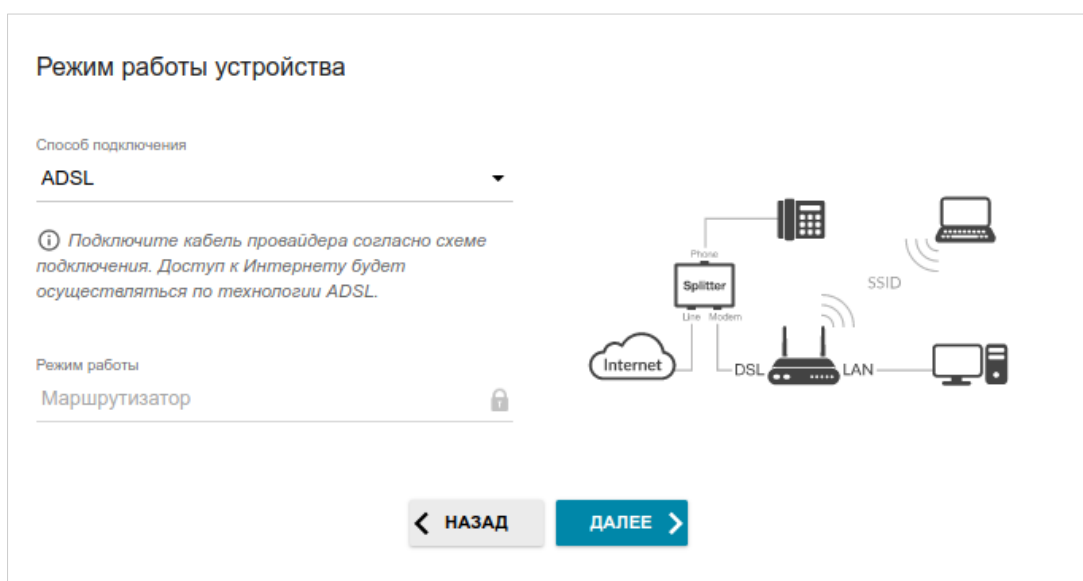 Режим работы устройства
Способ подключения
ADSL
Подключите кабель провайдера согласно схеме
подключения. Доступ к Интернету будет
осуществляться по технологии ADSL.
Режим работы
Маршрутизатор
Phone
Splitter
Line Modem
SSID
Internet
DSL
LAN
НАЗАД
ДАЛЕЕ